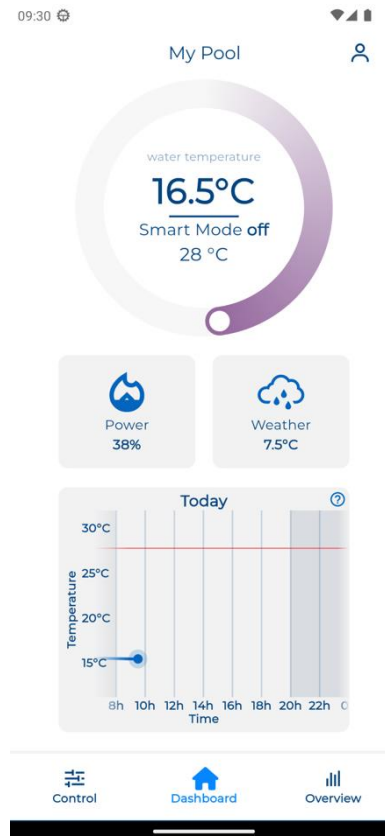 09:30
My Pool
water temperature
16.5°C
Smart Mode off
28 °C
Power
38%
Weather
7.5°C
Today
30°C
25°C
20°C
15°C
Temperature
8h 10h 12h 14h 16h 18h 20h 22h 0
Time
Control
Dashboard
Overview